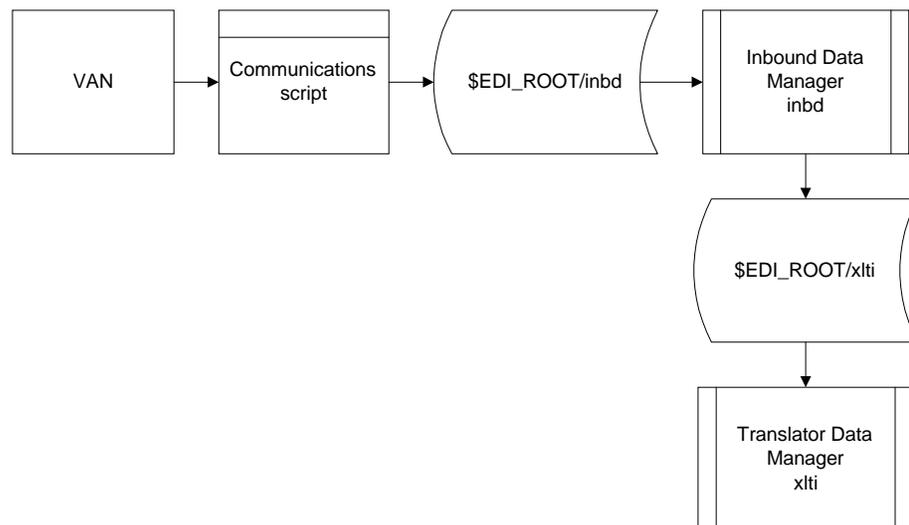 VAN
Communications
script
$EDI_ROOT/inbd
Inbound Data
Manager
inbd
$EDI_ROOT/xlti
Translator Data
Manager
xlti